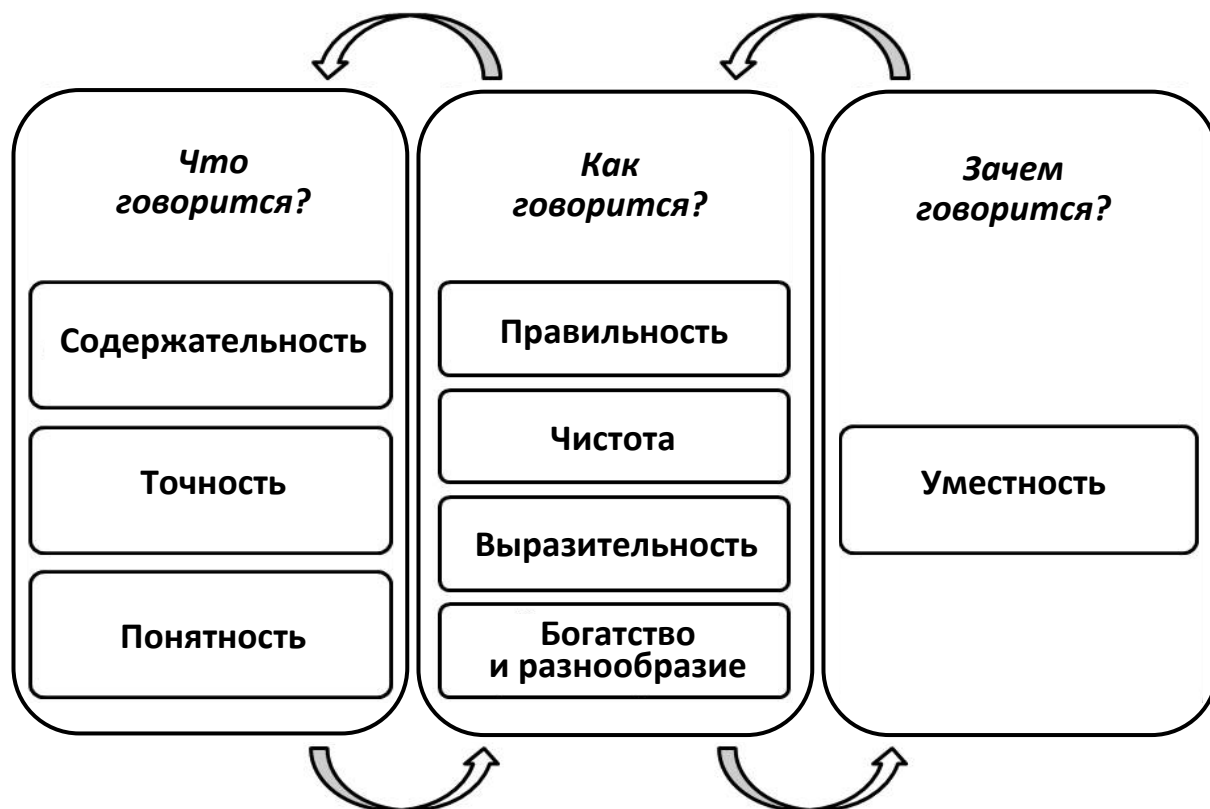 Что
говорится?
Содержательность
Точность
Понятность
Как
говорится?
Правильность
Чистота
Выразительность
Богатство
и разнообразие
Зачем
говорится?
Уместность